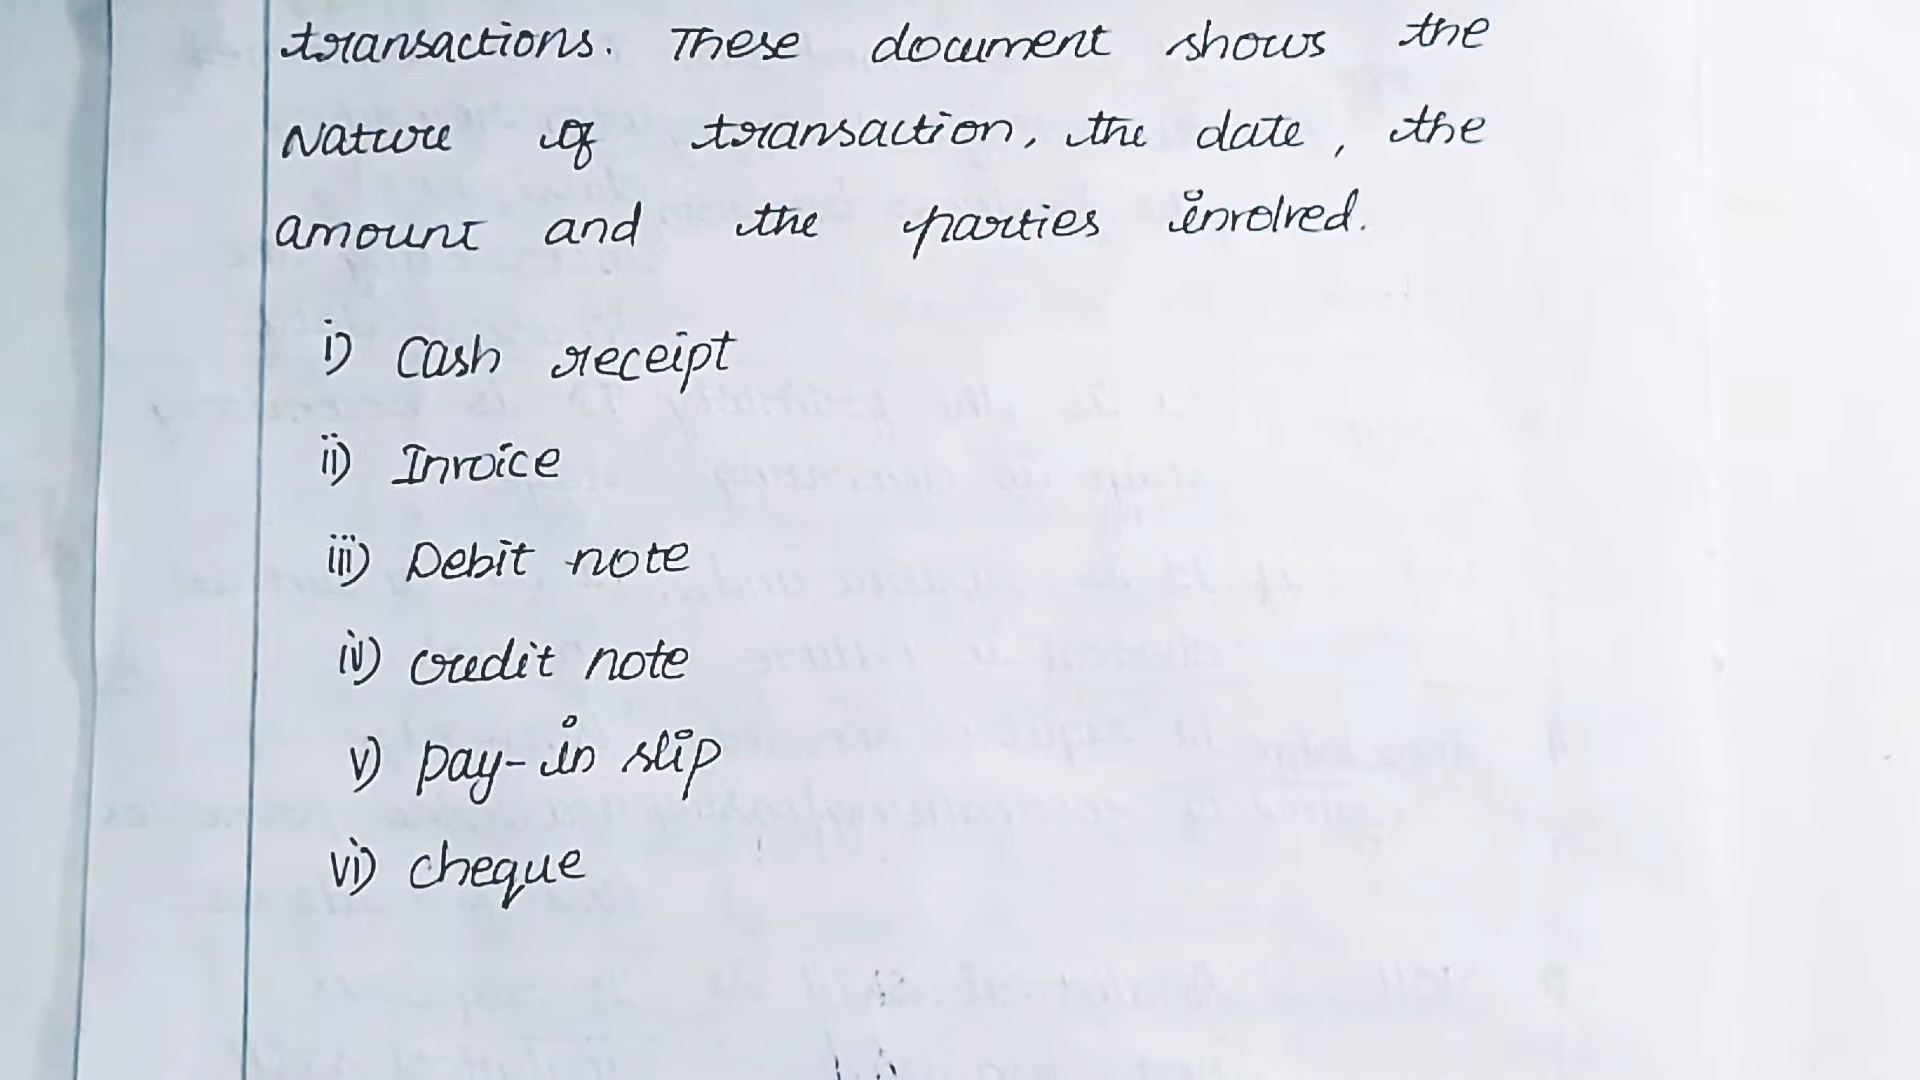 transactions. These document shows the
Nature of transaction, the date, the
amount and the parties involved.
i) Cash receipt
ii) Invoice
iii) Debit note
iv) credit note
v) pay-in slip
vi) cheque